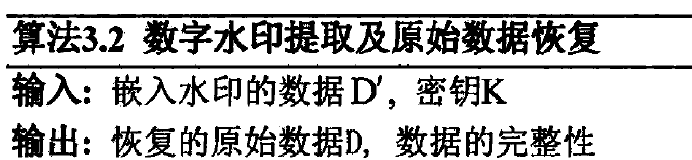 算法3.2 数字水印提取及原始数据恢复
输入: 嵌入水印的数据D′, 密钥K
输出: 恢复的原始数据D, 数据的完整性